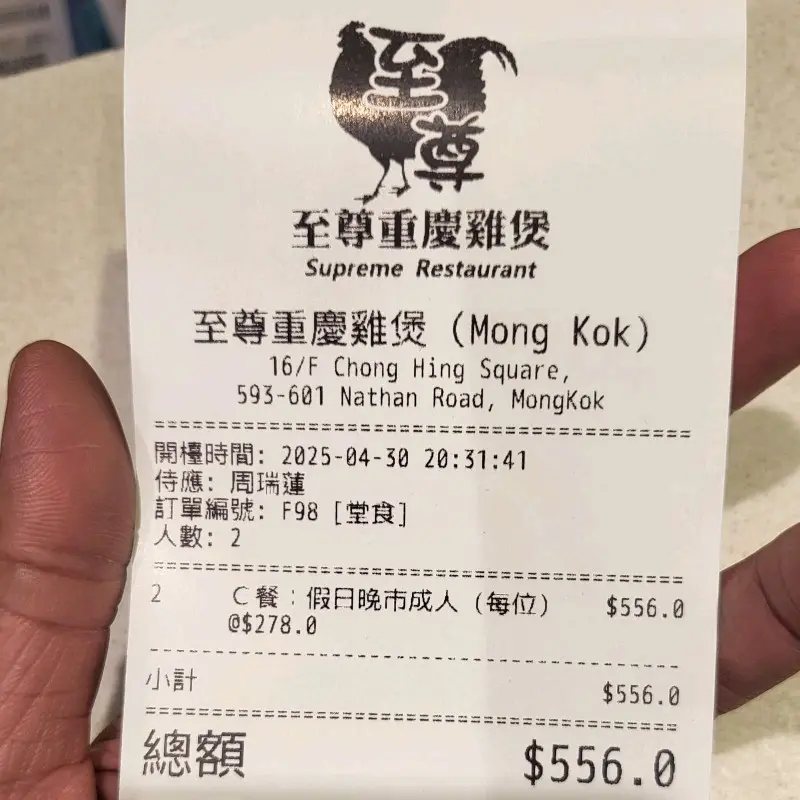 至尊
至尊重慶雞煲
Supreme Restaurant
至尊重慶雞煲 (Mong Kok)
16/F Chong Hing Square,
593-601 Nathan Road, MongKok
開檯時間: 2025-04-30 20:31:41
侍應: 周瑞蓮
訂單編號: F98 [堂食]
人數: 2
2 C餐：假日晚市成人（每位） $556.0
@$278.0
小計 $556.0
總額 $556.0